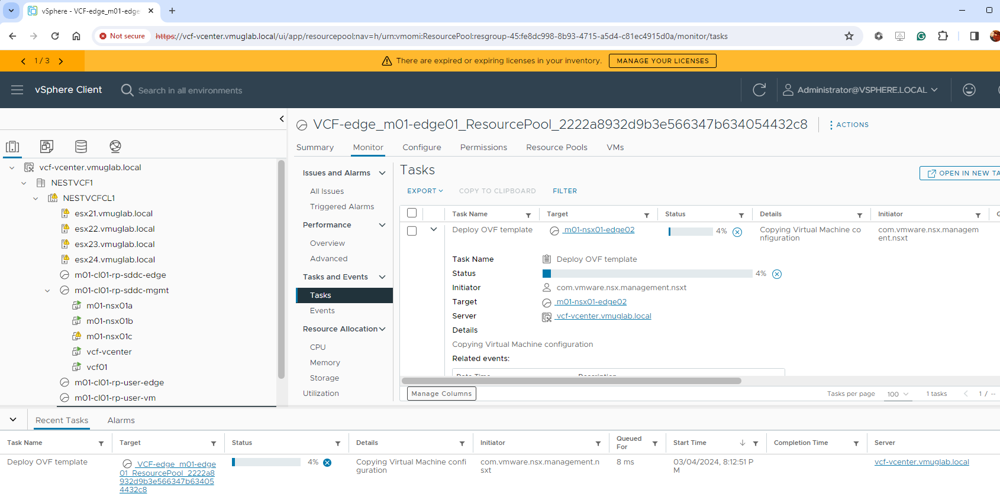 vSphere - VCF-edge_m01-edge
Not secure
https://vcf-vcenter.vmuglab.local/ui/app/resourcepool;nav=h/urn:vmomi:ResourcePool:resgroup-45:fe8dc998-8b93-4715-a5d4-c81ec4915d0a/monitor/tasks
1 / 3
There are expired or expiring licenses in your inventory.
MANAGE YOUR LICENSES
vSphere Client
Search in all environments
Administrator@VSPHERE.LOCAL
vcf-vcenter.vmuglab.local
NESTVCF1
NESTVCFCL1
esx21.vmuglab.local
esx22.vmuglab.local
esx23.vmuglab.local
esx24.vmuglab.local
m01-cl01-rp-sddc-edge
m01-cl01-rp-sddc-mgmt
m01-nsx01a
m01-nsx01b
m01-nsx01c
vcf-vcenter
vcf01
m01-cl01-rp-user-edge
m01-cl01-rp-user-vm
VCF-edge_m01-edge01_ResourcePool_2222a8932d9b3e566347b634054432c8
ACTIONS
Summary Monitor Configure Permissions Resource Pools VMs
Issues and Alarms
All Issues
Triggered Alarms
Performance
Overview
Advanced
Tasks and Events
Tasks
Events
Resource Allocation
CPU
Memory
Storage
Utilization
Tasks
OPEN IN NEW TA
EXPORT COPY TO CLIPBOARD FILTER
Task Name Target Status Details Initiator
Deploy OVF template m01-nsx01-edge02 4% Copying Virtual Machine co com.vmware.nsx.managem
nfiguration ent.nsxt
Task Name Deploy OVF template
Status 4%
Initiator com.vmware.nsx.management.nsxt
Target m01-nsx01-edge02
Server vcf-vcenter.vmuglab.local
Details
Copying Virtual Machine configuration
Related events:
Date Time Description
Manage Columns
Tasks per page 100 1 tasks 1 / --
Recent Tasks Alarms
Task Name Target Status Details Initiator Queued For Start Time Completion Time Server
Deploy OVF template VCF-edge_m01-edge 4% Copying Virtual Machine confi com.vmware.nsx.management.n 8 ms 03/04/2024, 8:12:51 P vcf-vcenter.vmuglab.local
01_ResourcePool_2222a8 guration sxt M
932d9b3e566347b63405
4432c8